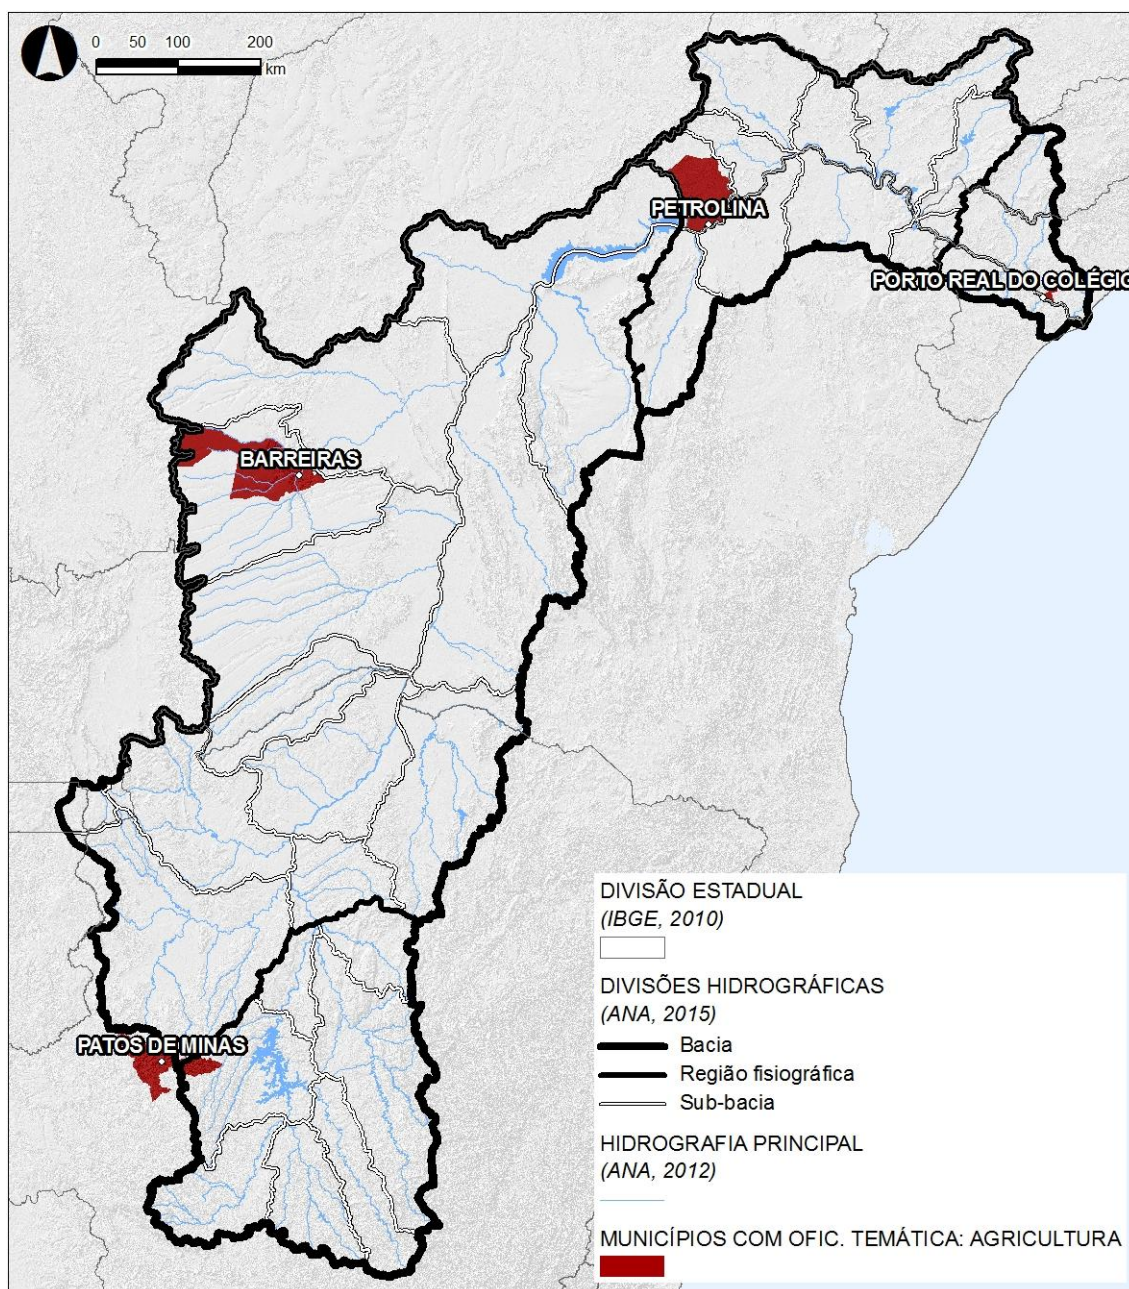 0 50 100 200
km
PETROLINA
PORTO REAL DO COLÉGIO
BARREIRAS
PATOS DE MINAS
DIVISÃO ESTADUAL
(IBGE, 2010)
DIVISÕES HIDROGRÁFICAS
(ANA, 2015)
Bacia
Região fisiográfica
Sub-bacia
HIDROGRAFIA PRINCIPAL
(ANA, 2012)
MUNICÍPIOS COM OFIC. TEMÁTICA: AGRICULTURA